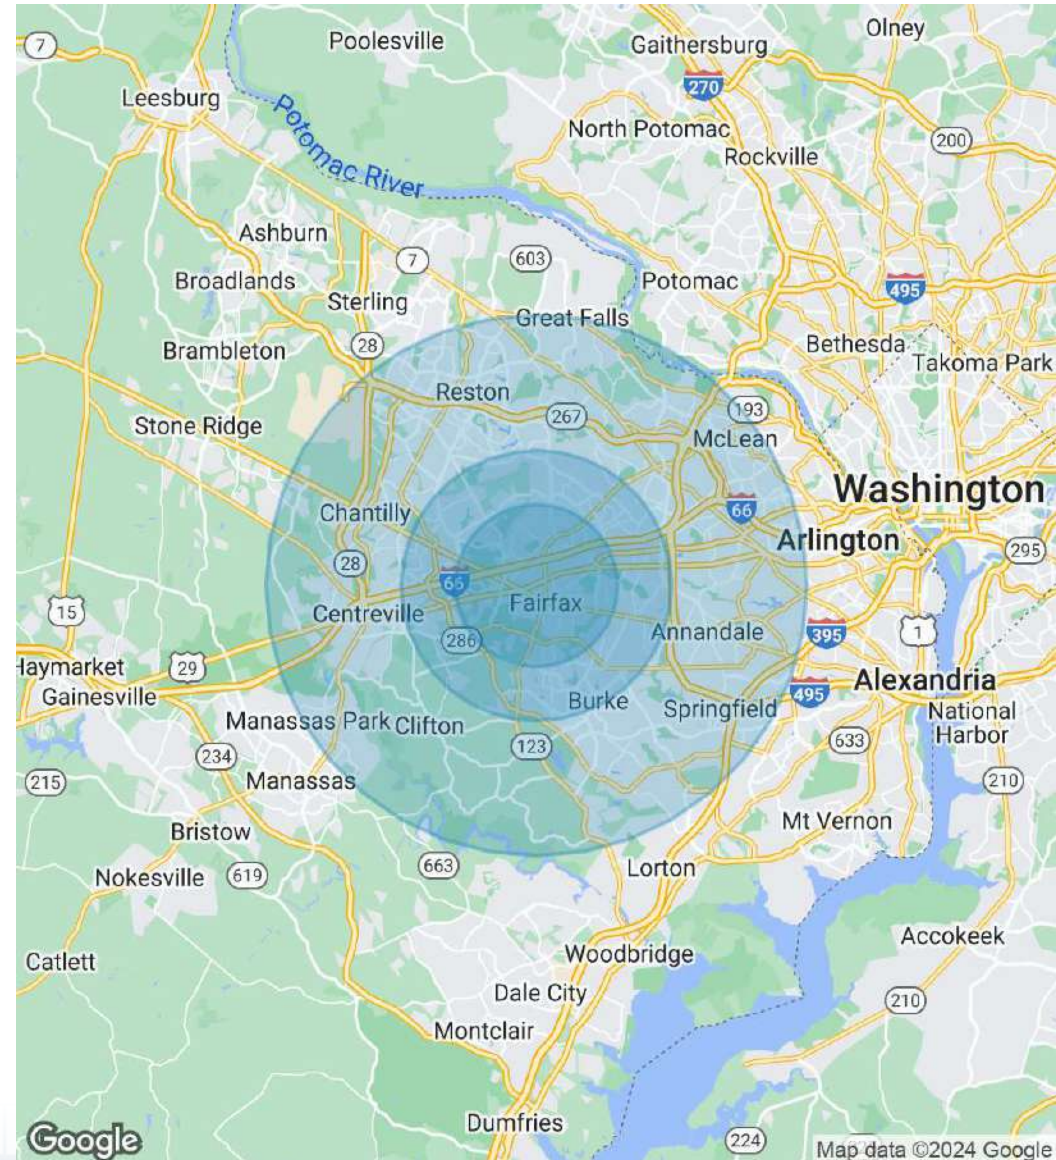 Olney
Poolesville
7
Gaithersburg
270
Leesburg
Potomac River
North Potomac
200
Rockville
Ashburn
603
7
Broadlands
Potomac
495
Sterling
Great Falls
28
Bethesda
Brambleton
Takoma Park
Reston
193
267
Stone Ridge
McLean
Washington
Chantilly
66
Arlington
295
28
66
15
Fairfax
Centreville
1
Annandale
395
286
Haymarket
29
Alexandria
Gainesville
495
Burke
Springfield
National
Harbor
Manassas Park
Clifton
123
633
234
215
Manassas
210
Mt Vernon
Bristow
663
Lorton
Nokesville
619
Accokeek
Woodbridge
Catlett
Dale City
210
Montclair
Dumfries
Google
224
Map data ©2024 Google